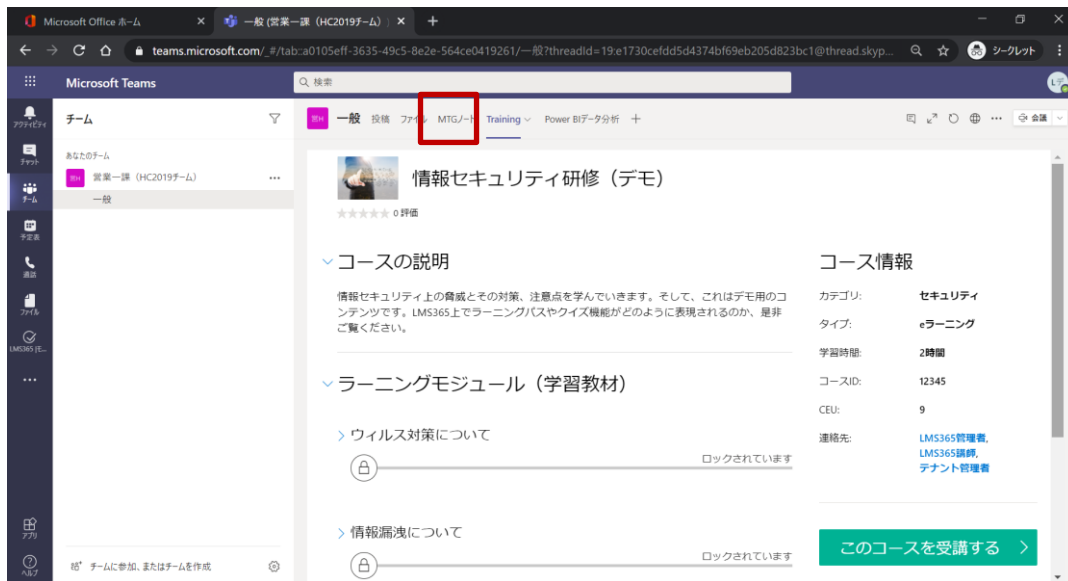 Microsoft Office ホーム
一般 (営業一課（HC2019チーム）
teams.microsoft.com/_#/tab::a0105eff-3635-49c5-8e2e-564ce0419261/一般?threadId=19:e1730cefdd5d4374bf69eb205d823bc1@thread.skyp...
シークレット
Microsoft Teams
検索
アクティビティ
チャット
チーム
予定表
通話
ファイル
LMS365 (E...
アプリ
ヘルプ
チーム
あなたのチーム
営H 営業一課（HC2019チーム）
一般
チームに参加、またはチームを作成
営H 一般 投稿 ファイル MTGノート Training Power BIデータ分析
会議
情報セキュリティ研修（デモ）
0 評価
コースの説明
情報セキュリティ上の脅威とその対策、注意点を学んでいきます。そして、これはデモ用のコ
ンテンツです。LMS365上でラーニングパスやクイズ機能がどのように表現されるのか、是非
ご覧ください。
ラーニングモジュール（学習教材）
ウィルス対策について
ロックされています
情報漏洩について
ロックされています
コース情報
カテゴリ: セキュリティ
タイプ: eラーニング
学習時間: 2時間
コースID: 12345
CEU: 9
連絡先: LMS365管理者,
LMS365講師,
テナント管理者
このコースを受講する